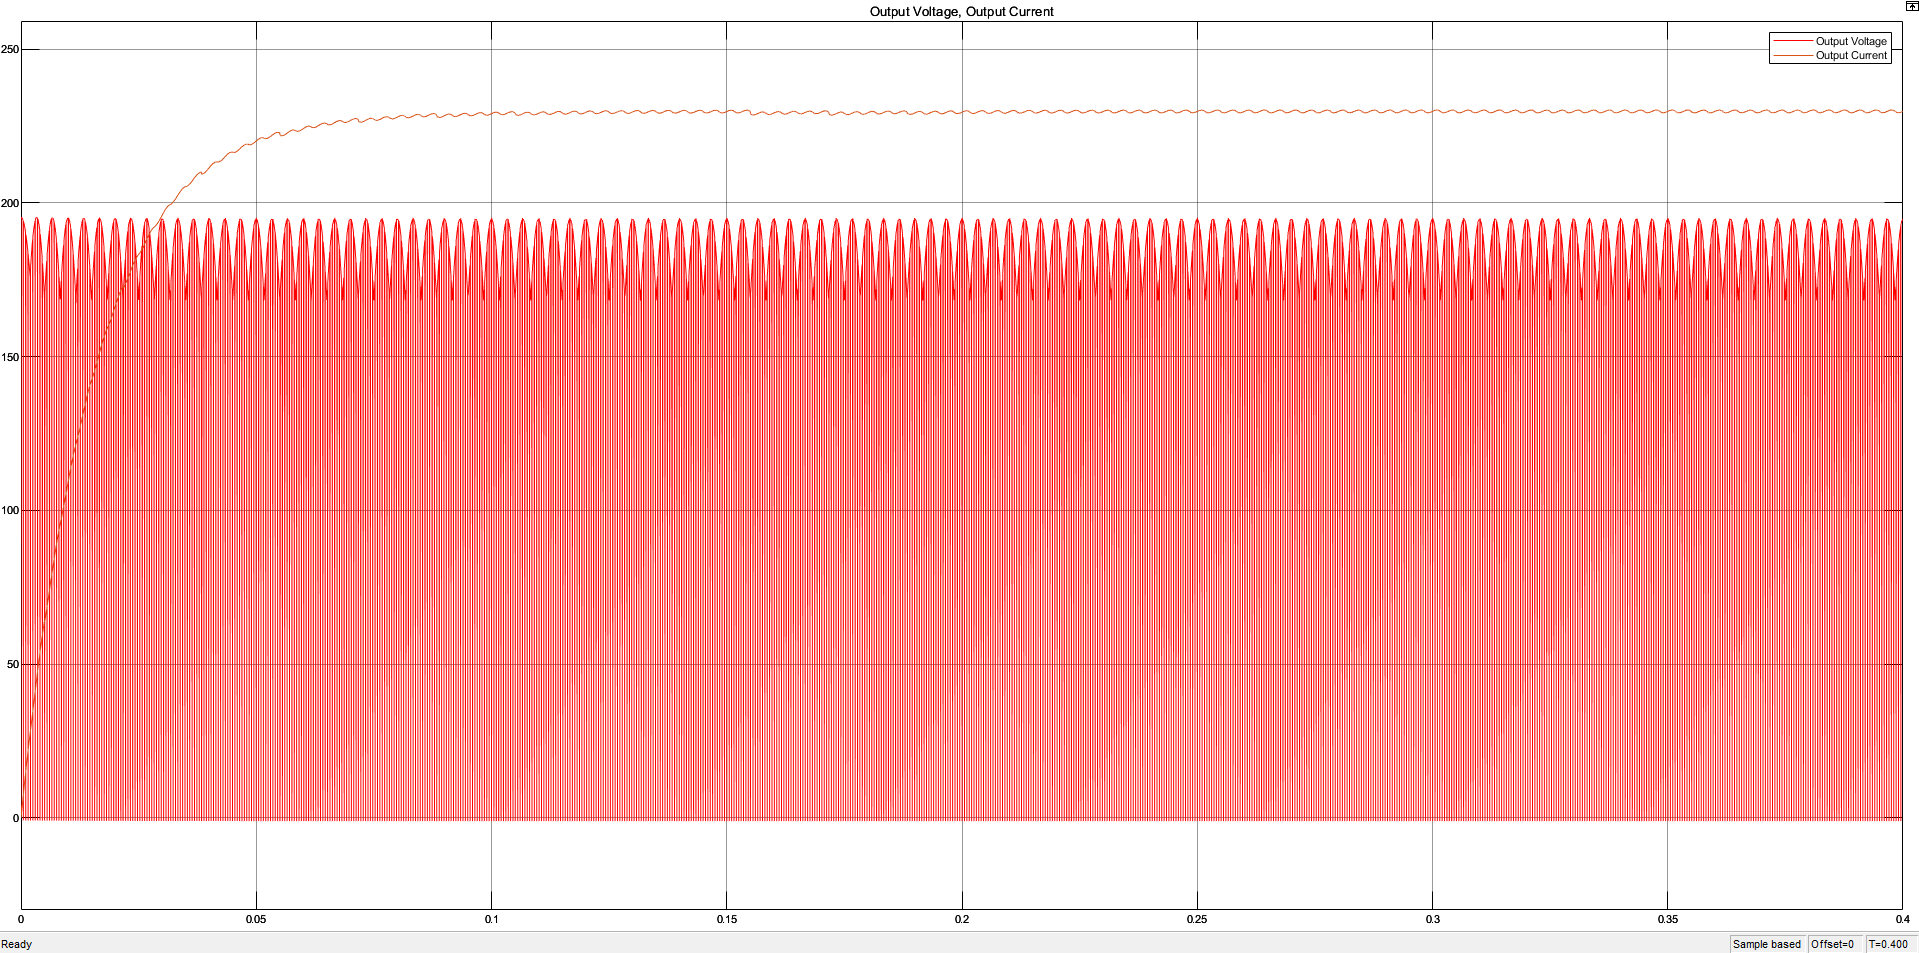 Output Voltage, Output Current
Output Voltage
Output Current
250
200
150
100
50
0
0 0.05 0.1 0.15 0.2 0.25 0.3 0.35 0.4
Ready Sample based Offset=0 T=0.400